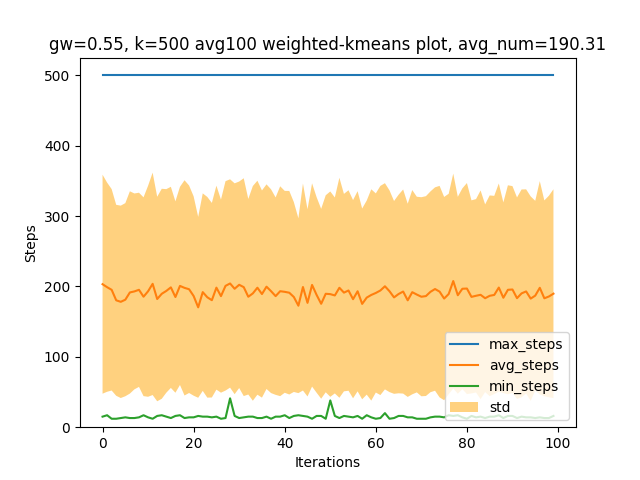 gw=0.55, k=500 avg100 weighted-kmeans plot, avg_num=190.31
500
400
300
200
100
0
Steps
max_steps
avg_steps
min_steps
std
0
20
40
60
80
100
Iterations